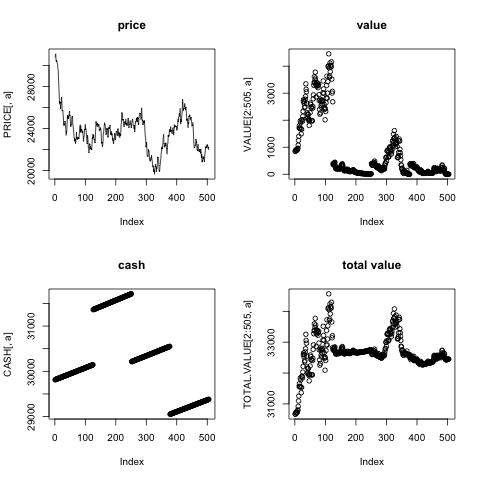 price
PRICE[, a]
20000 24000 28000
0 100 200 300 400 500
Index
value
VALUE[2:505, a]
0 1000 3000
0 100 200 300 400 500
Index
cash
CASH[, a]
29000 30000 31000
0 100 200 300 400 500
Index
total value
TOTAL.VALUE[2:505, a]
31000 33000
0 100 200 300 400 500
Index